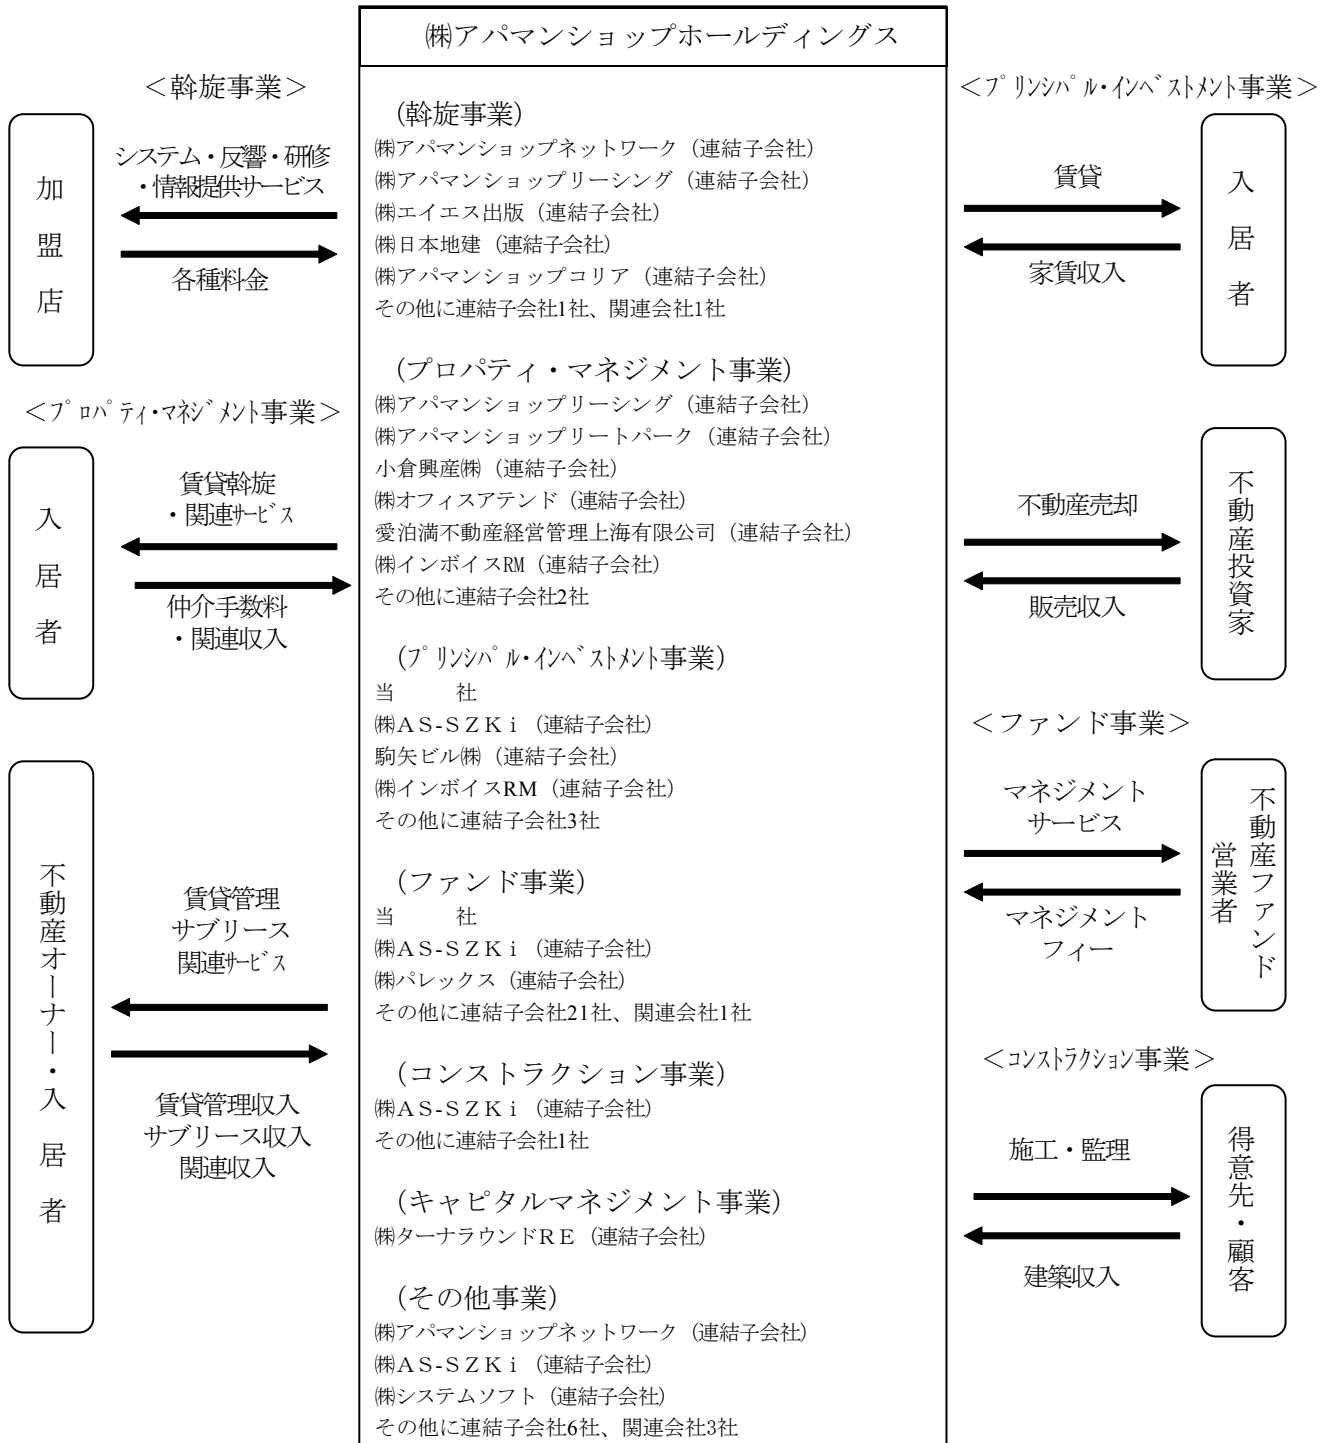 ㈱アパマンショップホールディングス
＜斡旋事業＞
加盟店
システム・反響・研修
・情報提供サービス
各種料金
＜ﾌﾟﾛﾊﾟﾃｨ・ﾏﾈｼﾞﾒﾝﾄ事業＞
入居者
賃貸斡旋
・関連ｻｰﾋﾞｽ
仲介手数料
・関連収入
不動産オーナー・入居者
賃貸管理
サブリース
関連ｻｰﾋﾞｽ
賃貸管理収入
サブリース収入
関連収入
（斡旋事業）
㈱アパマンショップネットワーク（連結子会社）
㈱アパマンショップリーシング（連結子会社）
㈱エイエス出版（連結子会社）
㈱日本地建（連結子会社）
㈱アパマンショップコリア（連結子会社）
その他に連結子会社1社、関連会社1社
（プロパティ・マネジメント事業）
㈱アパマンショップリーシング（連結子会社）
㈱アパマンショップリートパーク（連結子会社）
小倉興産㈱（連結子会社）
㈱オフィスアテンド（連結子会社）
愛泊満不動産経営管理上海有限公司（連結子会社）
㈱インボイスRM（連結子会社）
その他に連結子会社2社
（ﾌﾟﾘﾝｼﾊﾟﾙ・ｲﾝﾍﾞｽﾄﾒﾝﾄ事業）
当　　社
㈱ＡＳ-ＳＺＫｉ（連結子会社）
駒矢ビル㈱（連結子会社）
㈱インボイスRM（連結子会社）
その他に連結子会社3社
（ファンド事業）
当　　社
㈱ＡＳ-ＳＺＫｉ（連結子会社）
㈱パレックス（連結子会社）
その他に連結子会社21社、関連会社1社
（コンストラクション事業）
㈱ＡＳ-ＳＺＫｉ（連結子会社）
その他に連結子会社1社
（キャピタルマネジメント事業）
㈱ターナラウンドＲＥ（連結子会社）
（その他事業）
㈱アパマンショップネットワーク（連結子会社）
㈱ＡＳ-ＳＺＫｉ（連結子会社）
㈱システムソフト（連結子会社）
その他に連結子会社6社、関連会社3社
＜ﾌﾟﾘﾝｼﾊﾟﾙ・ｲﾝﾍﾞｽﾄﾒﾝﾄ事業＞
賃貸
家賃収入
入居者
不動産売却
販売収入
不動産投資家
＜ファンド事業＞
マネジメント
サービス
マネジメント
フィー
不動産ファンド
営業者
＜ｺﾝｽﾄﾗｸｼｮﾝ事業＞
施工・監理
建築収入
得意先・顧客